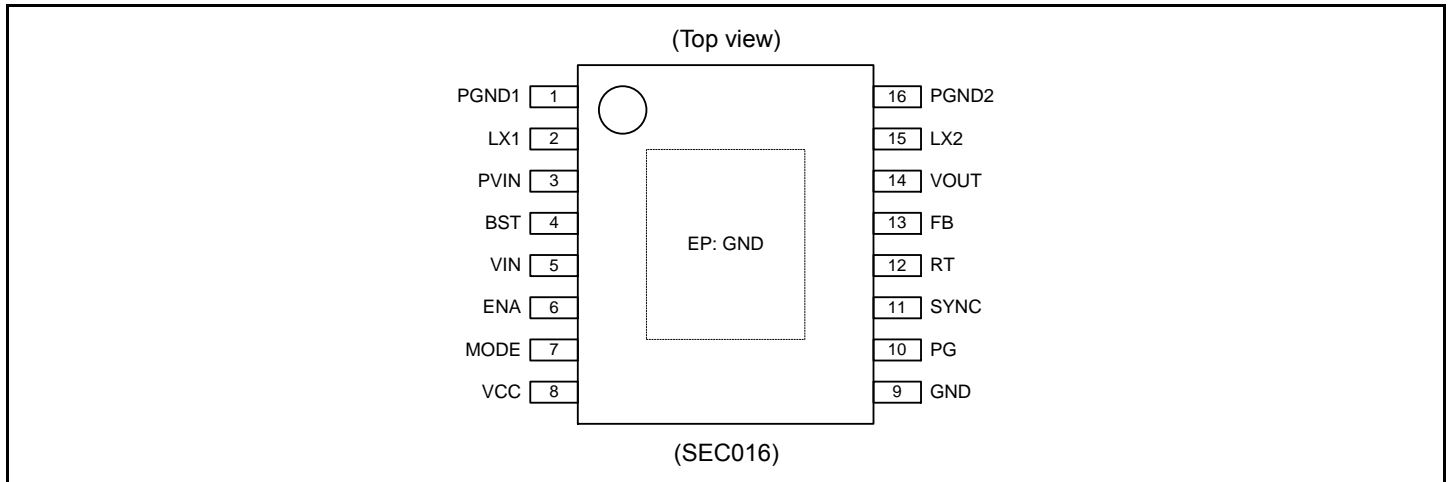 (Top view)
PGND1 1 16 PGND2
LX1 2 15 LX2
PVIN 3 14 VOUT
BST 4 13 FB
EP: GND
VIN 5 12 RT
ENA 6 11 SYNC
MODE 7 10 PG
VCC 8 9 GND
(SEC016)